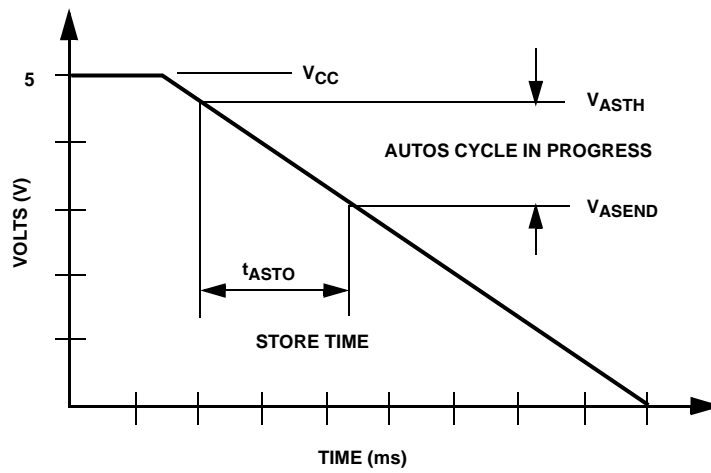 5
VCC
VASTH
AUTOS CYCLE IN PROGRESS
VOLTS (V)
VASEND
tASTO
STORE TIME
TIME (ms)